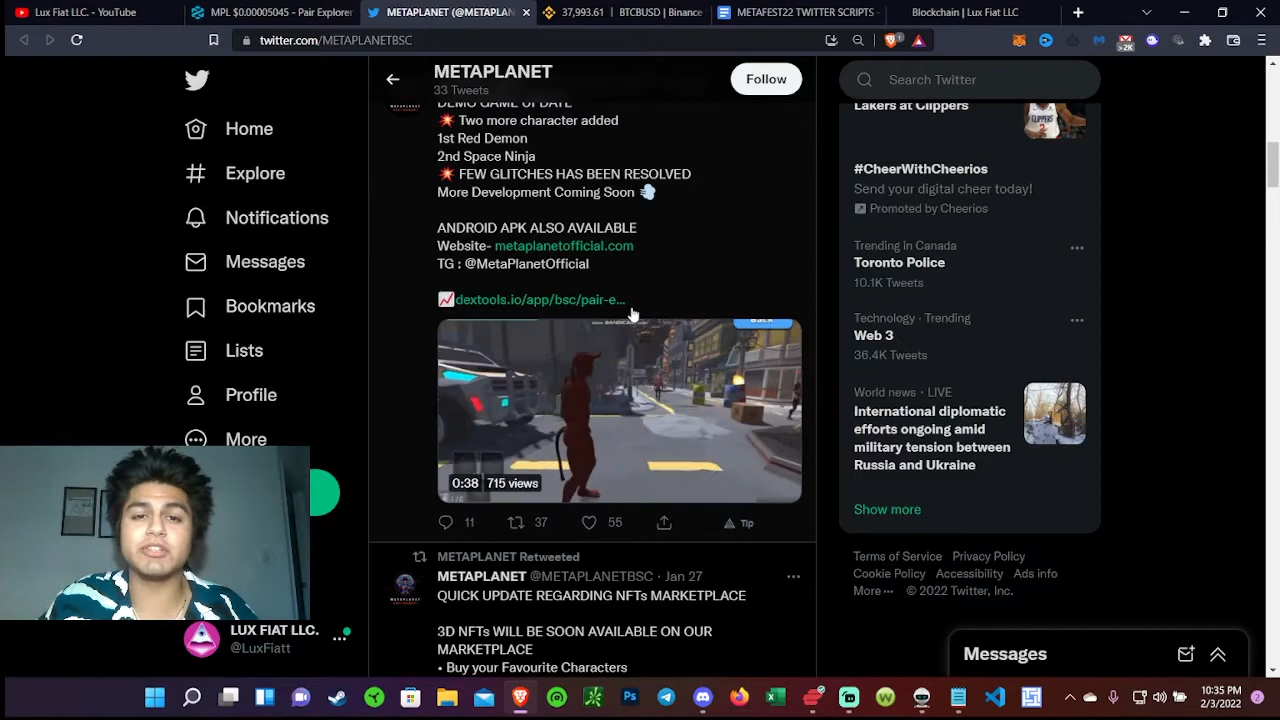 Lux Fiat LLC. - YouTube
MPL $0.00005045 - Pair Explorer
METAPLANET (@METAPLAN
37,993.61 | BTCBUSD | Binance
METAFEST22 TWITTER SCRIPTS -
Blockchain | Lux Fiat LLC
twitter.com/METAPLANETBSC
1
>2K
Home
Explore
Notifications
Messages
Bookmarks
Lists
Profile
More
LUX FIAT LLC.
@LuxFiatt
METAPLANET
33 Tweets
Follow
DEMO GAME UPDATE
💥 Two more character added
1st Red Demon
2nd Space Ninja
💥 FEW GLITCHES HAS BEEN RESOLVED
More Development Coming Soon 💨
ANDROID APK ALSO AVAILABLE
Website- metaplanetofficial.com
TG : @MetaPlanetOfficial
📈dextools.io/app/bsc/pair-e...
Back
0:38 715 views
11 37 55 Tip
METAPLANET Retweeted
METAPLANET @METAPLANETBSC · Jan 27
QUICK UPDATE REGARDING NFTs MARKETPLACE
3D NFTs WILL BE SOON AVAILABLE ON OUR
MARKETPLACE
• Buy your Favourite Characters
Search Twitter
Lakers at Clippers
#CheerWithCheerios
Send your digital cheer today!
Promoted by Cheerios
Trending in Canada
Toronto Police
10.1K Tweets
Technology · Trending
Web 3
36.4K Tweets
World news · LIVE
International diplomatic
efforts ongoing amid
military tension between
Russia and Ukraine
Show more
Terms of Service Privacy Policy
Cookie Policy Accessibility Ads info
More ··· © 2022 Twitter, Inc.
Messages
10:35 PM
2/3/2022
2